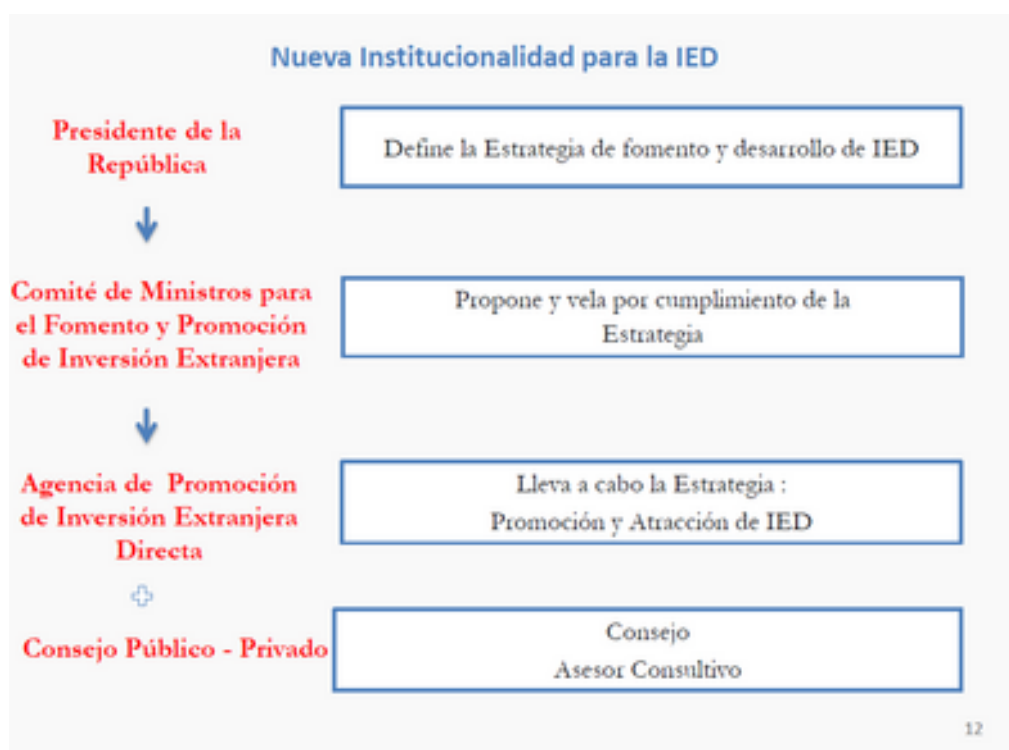 Nueva Institucionalidad para la IED
Presidente de la
República
Define la Estrategia de fomento y desarrollo de IED
Comité de Ministros para
el Fomento y Promoción
de Inversión Extranjera
Propone y vela por cumplimiento de la
Estrategia
Agencia de Promoción
de Inversión Extranjera
Directa
Lleva a cabo la Estrategia :
Promoción y Atracción de IED
Consejo Público - Privado
Consejo
Asesor Consultivo
12